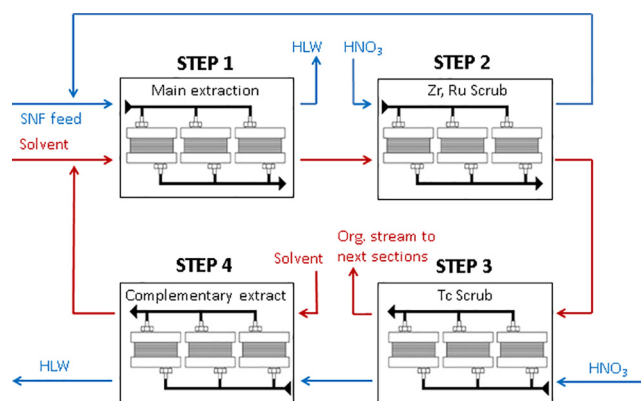 HLW
HNO₃
STEP 1
STEP 2
Main extraction
Zr, Ru Scrub
SNF feed
Solvent
Org. stream to
next sections
STEP 4
Solvent
STEP 3
Complementary extract
Tc Scrub
HLW
HNO₃